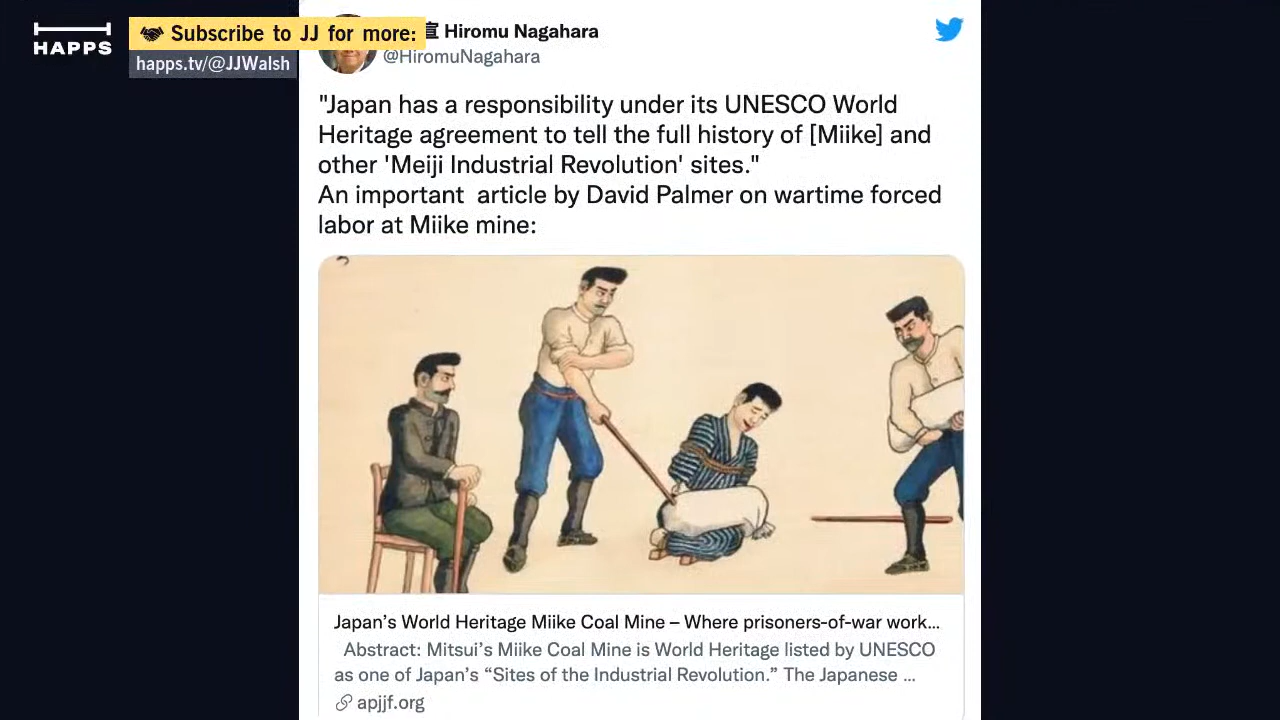 HAPPS
Subscribe to JJ for more:
happs.tv/@JJWalsh
宣 Hiromu Nagahara
@HiromuNagahara
"Japan has a responsibility under its UNESCO World
Heritage agreement to tell the full history of [Miike] and
other 'Meiji Industrial Revolution' sites."
An important article by David Palmer on wartime forced
labor at Miike mine:
Japan's World Heritage Miike Coal Mine – Where prisoners-of-war work...
Abstract: Mitsui's Miike Coal Mine is World Heritage listed by UNESCO
as one of Japan's "Sites of the Industrial Revolution." The Japanese ...
apjjf.org